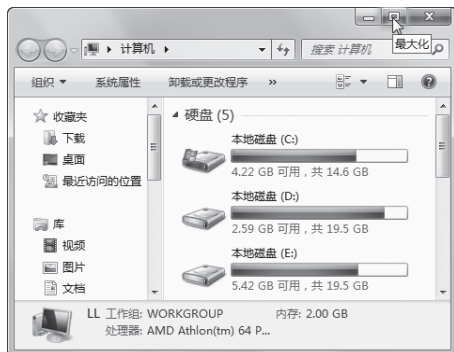 计算机
搜索 计算机
最大化
组织 系统属性 卸载或更改程序 »
收藏夹
下载
桌面
最近访问的位置
库
视频
图片
文档
硬盘 (5)
本地磁盘 (C:)
4.22 GB 可用，共 14.6 GB
本地磁盘 (D:)
2.59 GB 可用，共 19.5 GB
本地磁盘 (E:)
5.42 GB 可用，共 19.5 GB
LL 工作组: WORKGROUP 内存: 2.00 GB
处理器: AMD Athlon(tm) 64 P...